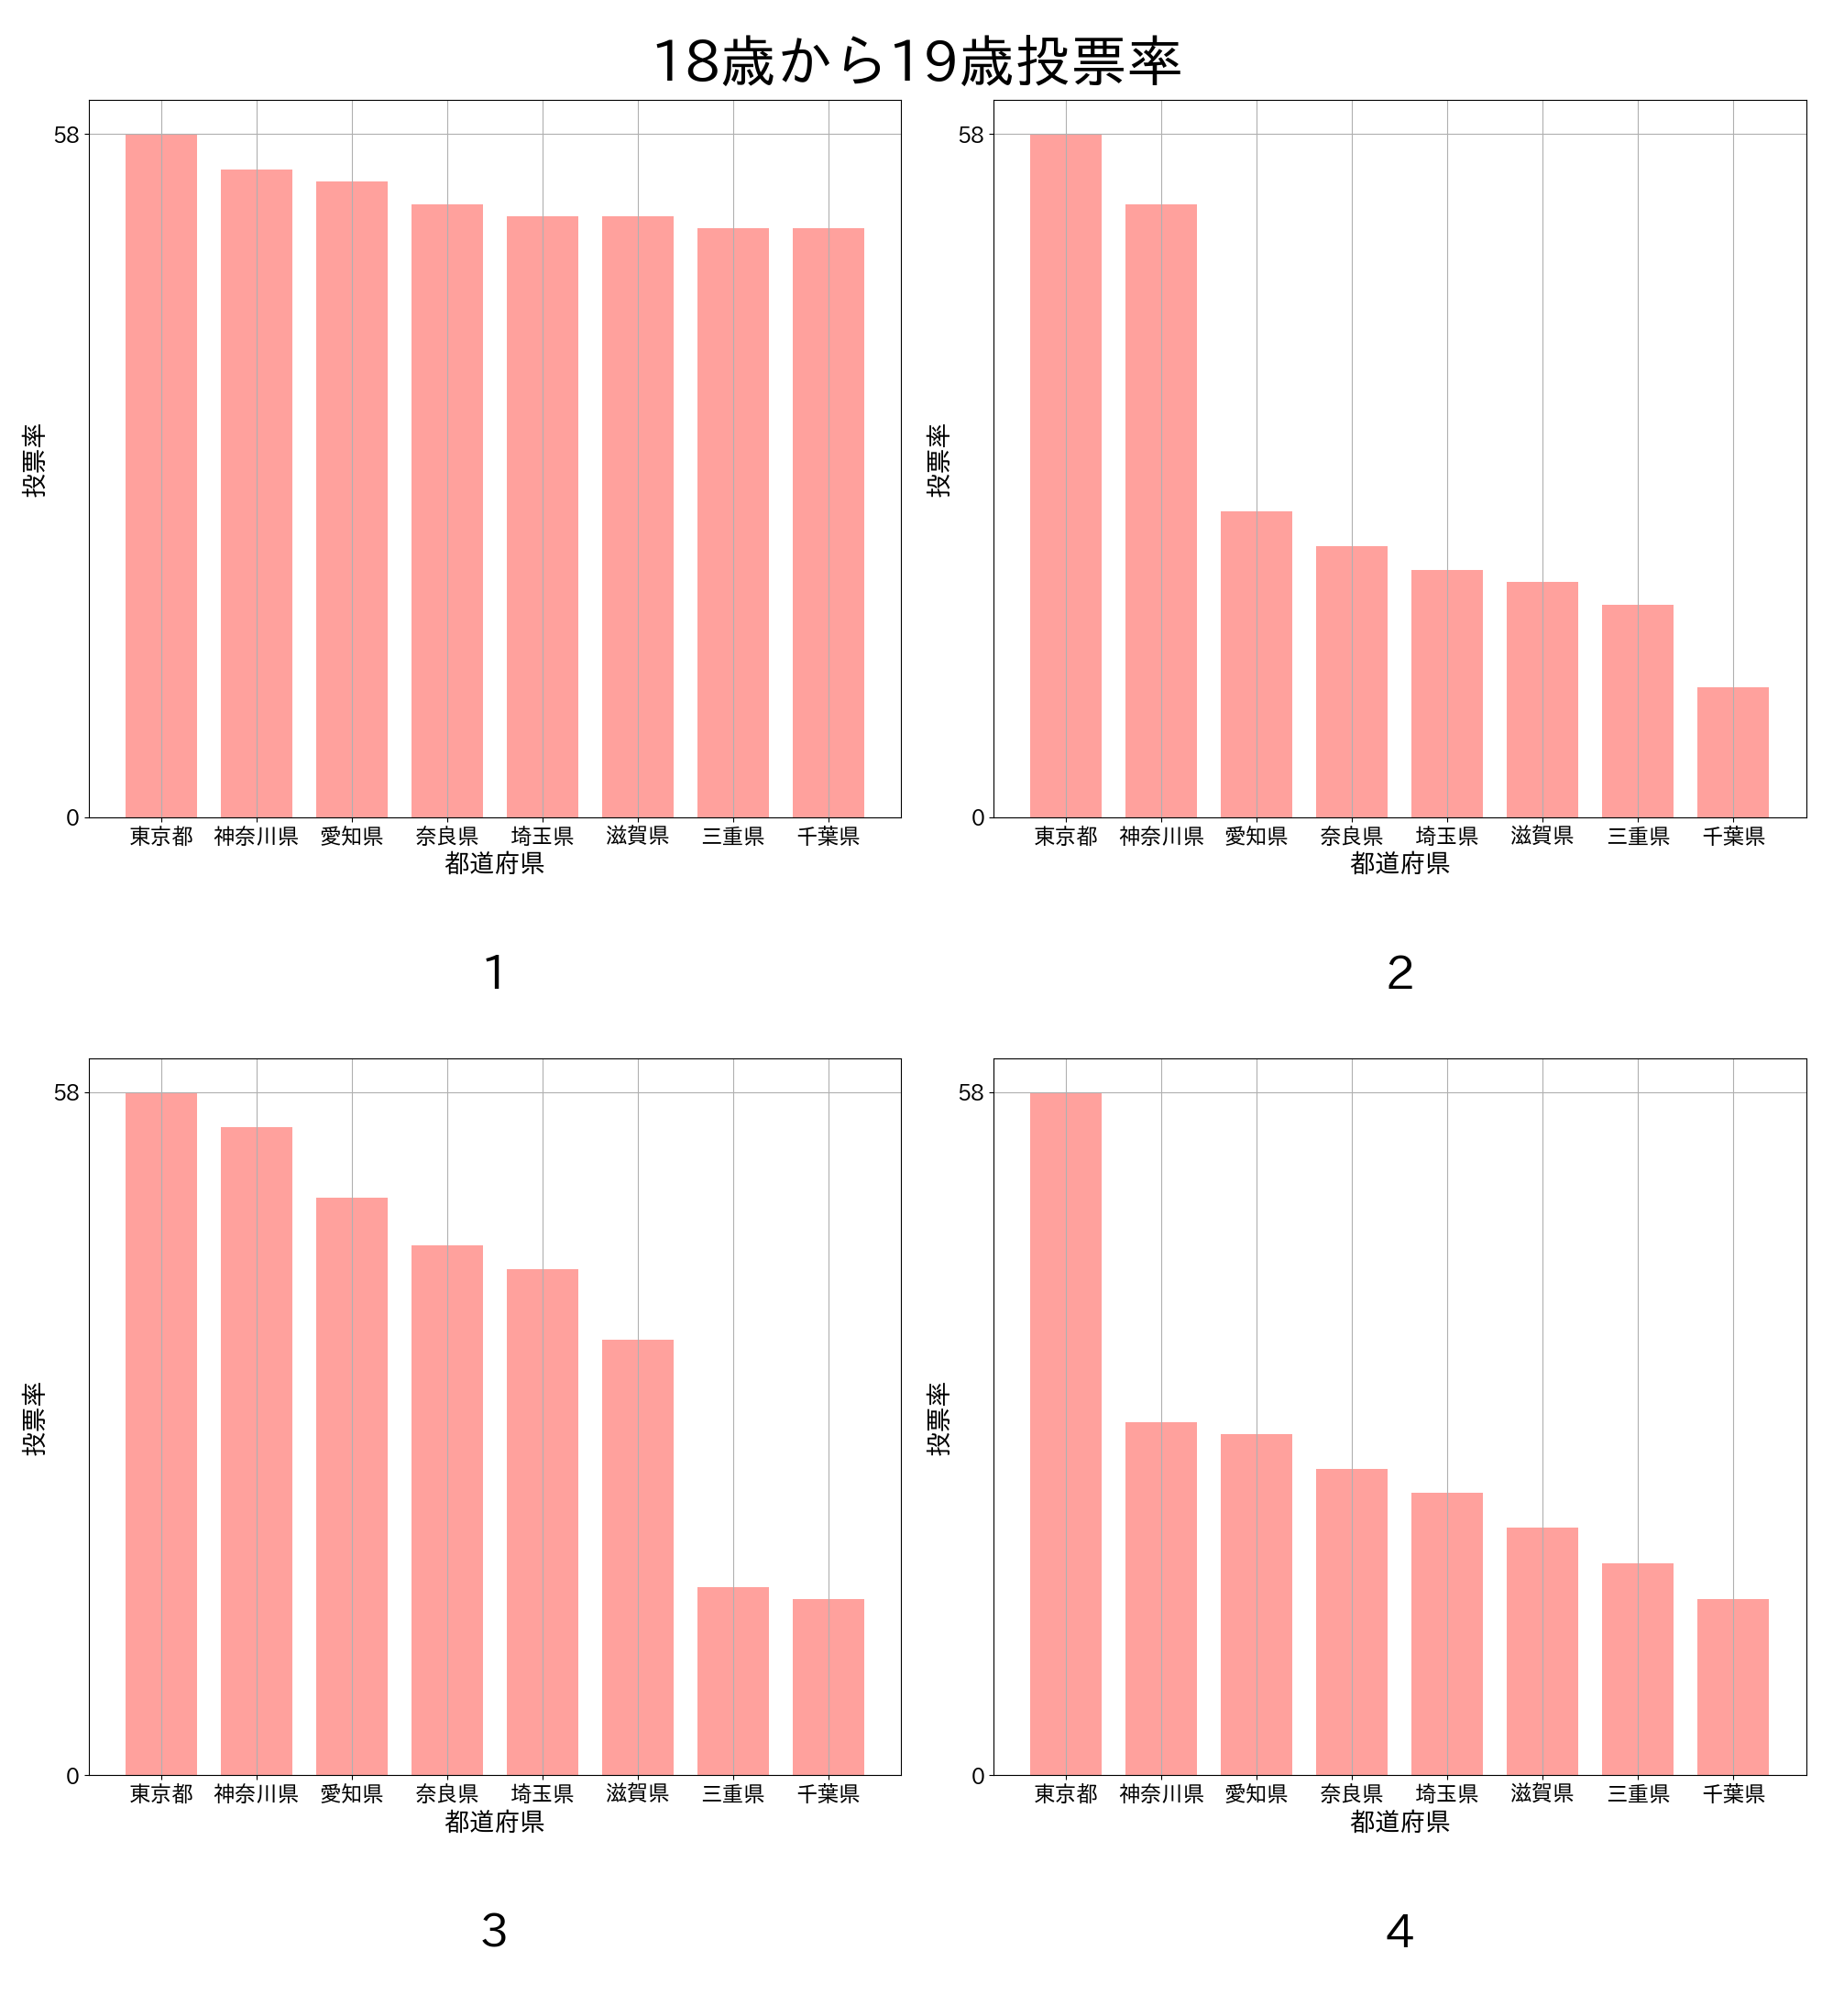 18歳から19歳投票率
58
0
投票率
東京都 神奈川県 愛知県 奈良県 埼玉県 滋賀県 三重県 千葉県
都道府県
1
58
0
投票率
東京都 神奈川県 愛知県 奈良県 埼玉県 滋賀県 三重県 千葉県
都道府県
2
58
0
投票率
東京都 神奈川県 愛知県 奈良県 埼玉県 滋賀県 三重県 千葉県
都道府県
3
58
0
投票率
東京都 神奈川県 愛知県 奈良県 埼玉県 滋賀県 三重県 千葉県
都道府県
4